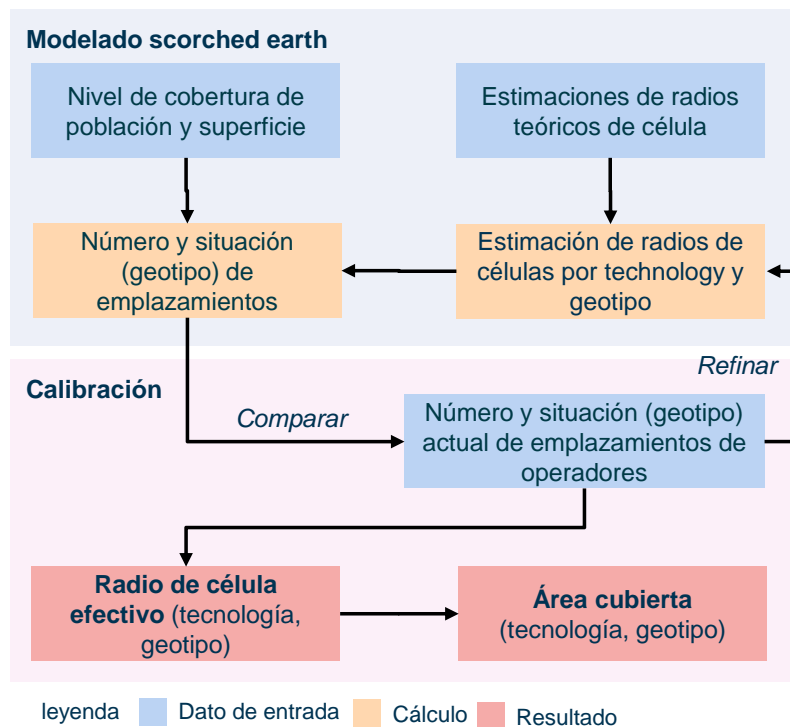 Modelado scorched earth
Nivel de cobertura de
población y superficie
Estimaciones de radios
teóricos de célula
Número y situación
(geotipo) de
emplazamientos
Estimación de radios de
células por technology y
geotipo
Refinar
Calibración
Comparar
Número y situación (geotipo)
actual de emplazamientos de
operadores
Radio de célula
efectivo (tecnología,
geotipo)
Área cubierta
(tecnología, geotipo)
leyenda
Dato de entrada
Cálculo
Resultado